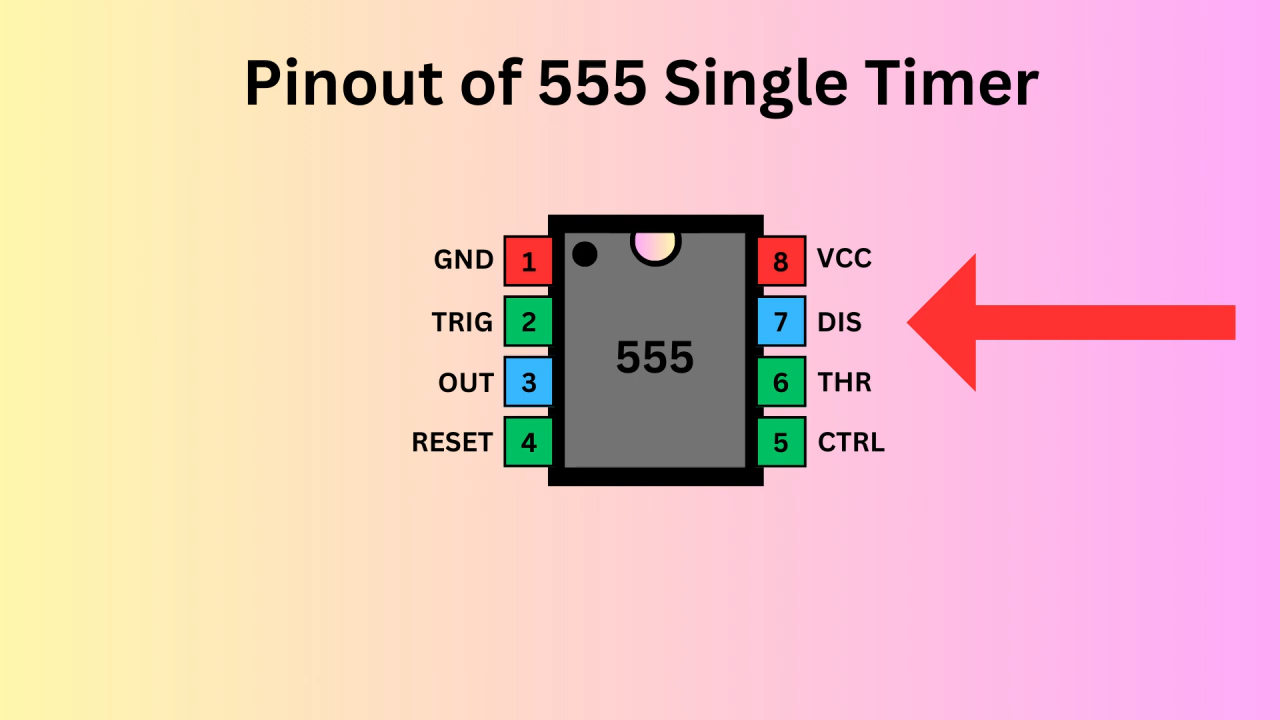 Pinout of 555 Single Timer
GND 1 8 VCC
TRIG 2 7 DIS
555
OUT 3 6 THR
RESET 4 5 CTRL